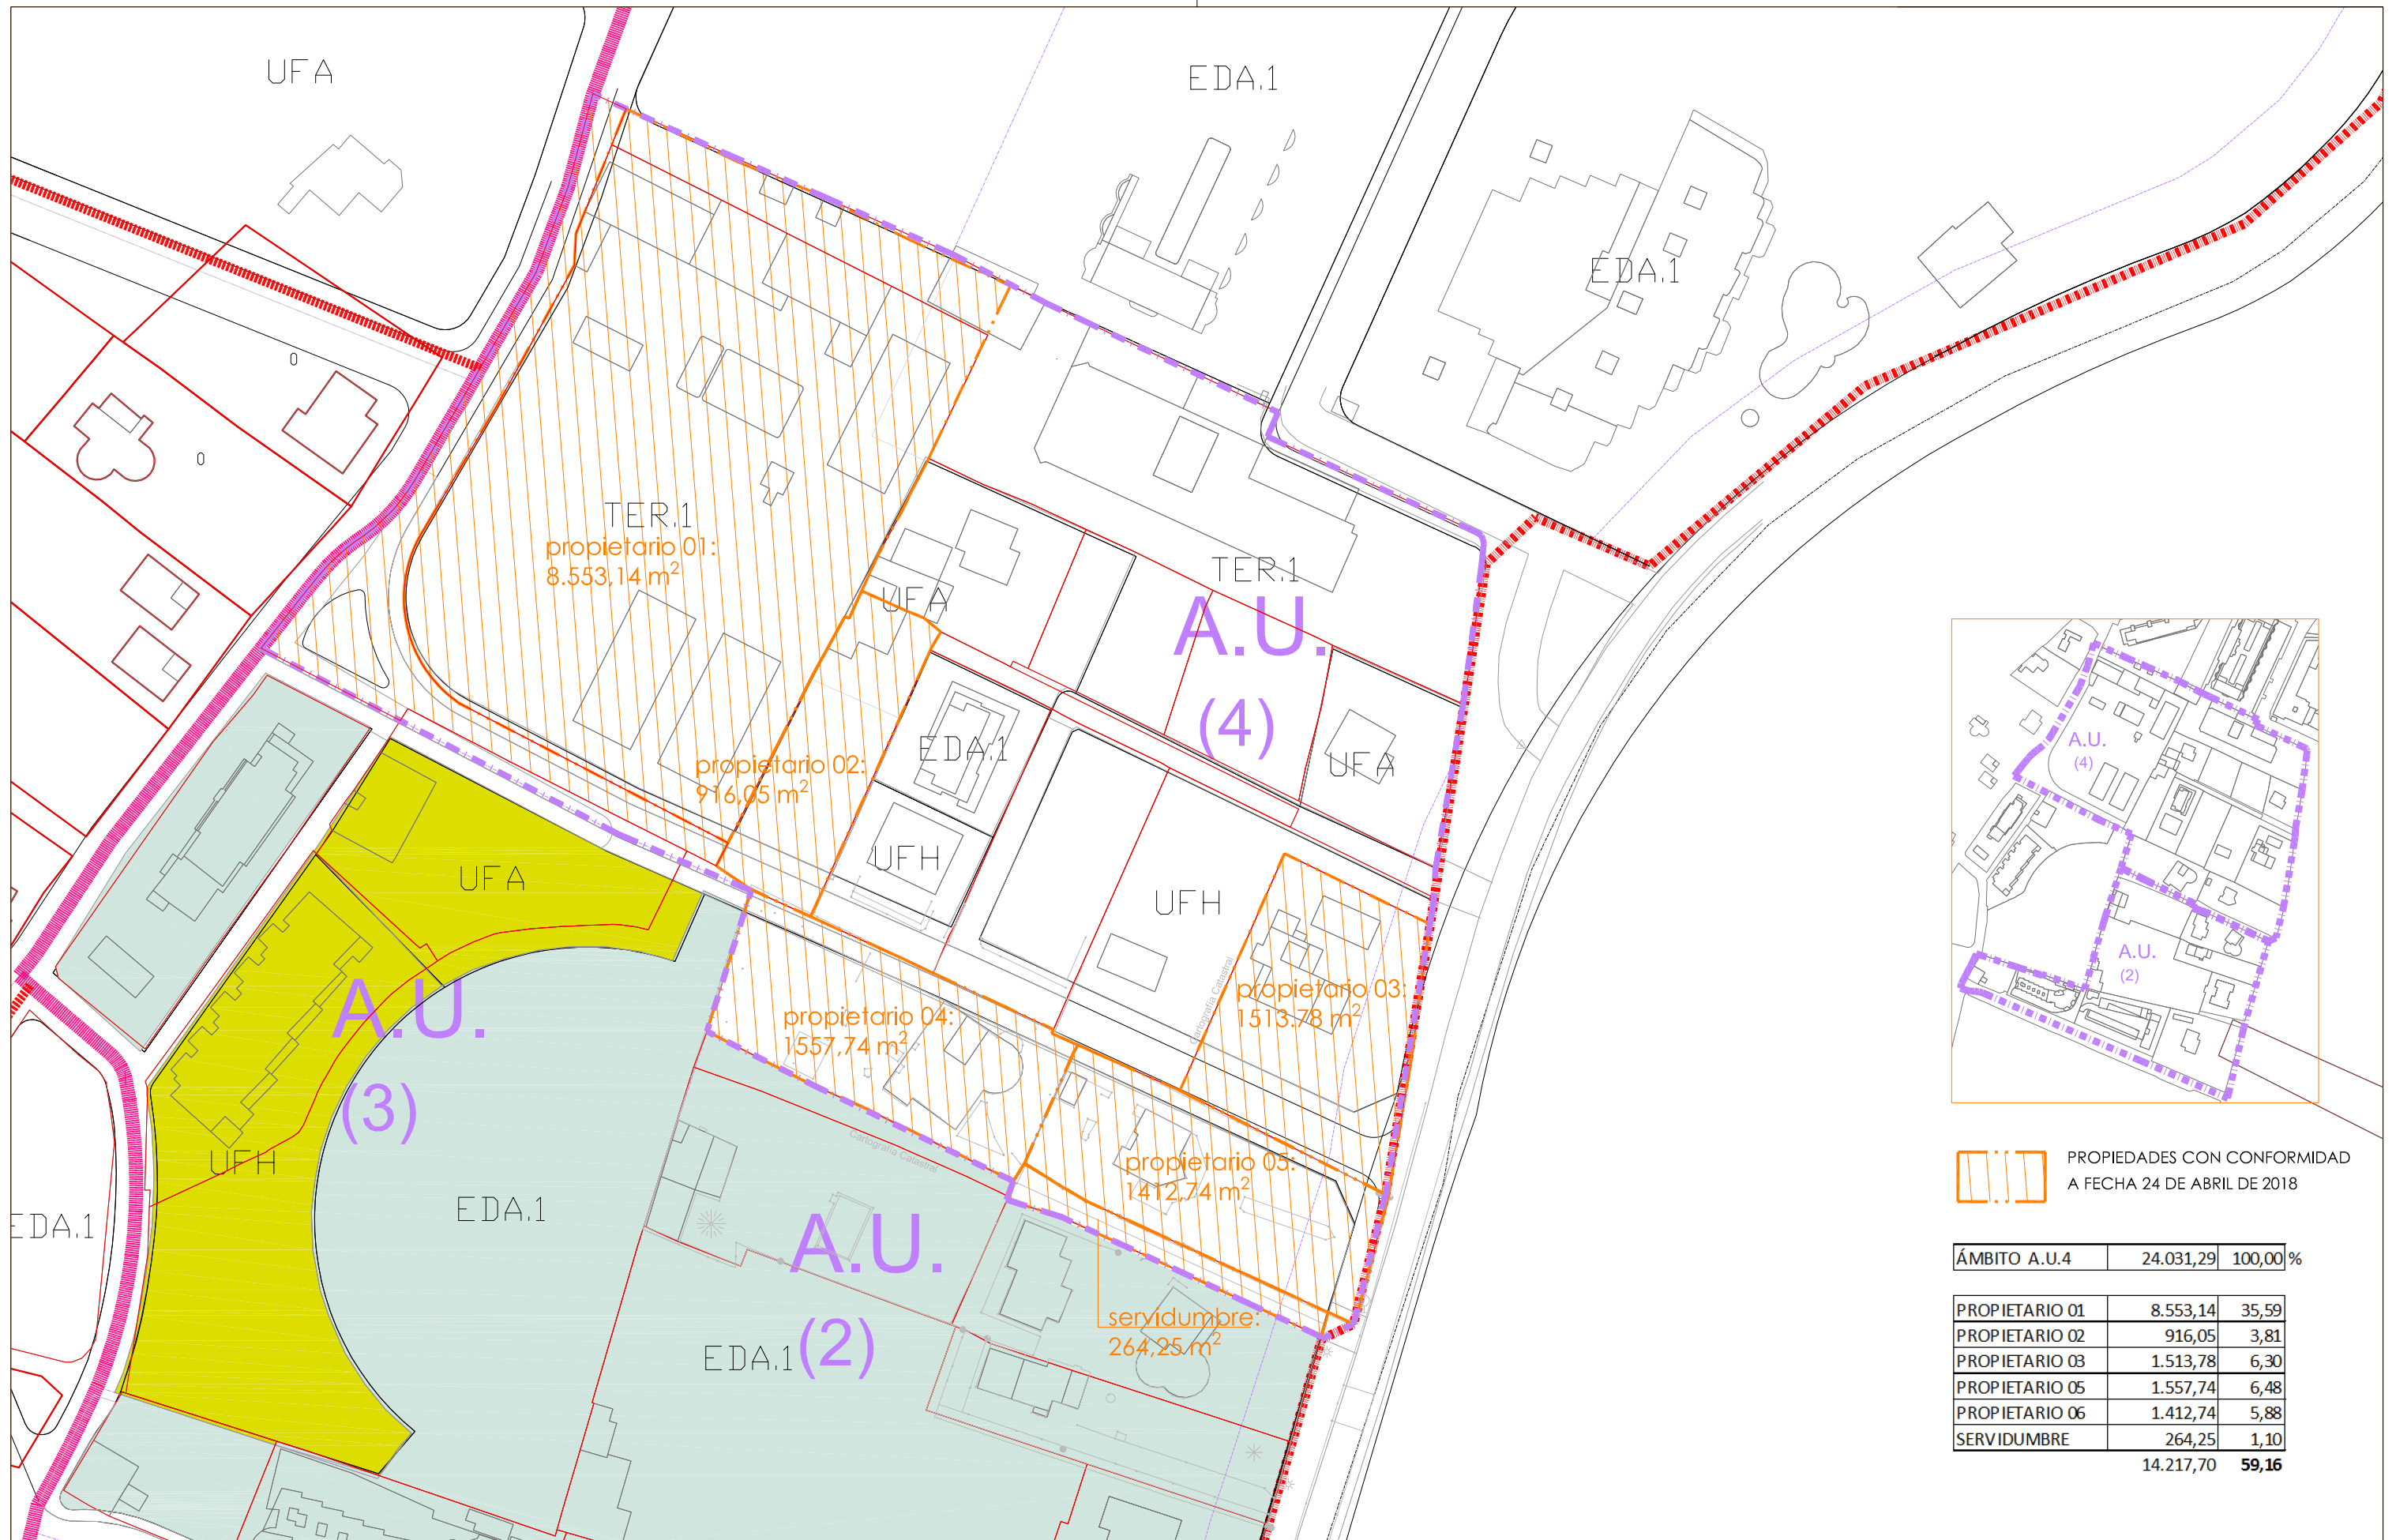 UFA
EDA.1
EDA.1
0
0
TER.1
propietario 01:
8.553,14 m²
UFA
TER.1
A.U.
(4)
EDA.1
UFA
propietario 02:
916,05 m²
UFH
UFA
UFH
A.U.
(3)
propietario 03:
1513.78 m²
propietario 04:
1557,74 m²
Cartografía Catastral
Cartografía Catastral
UFH
propietario 05:
1412,74 m²
EDA.1
EDA.1
A.U.
(2)
servidumbre:
264,25 m²
EDA.1
A.U.
(4)
A.U.
(2)
PROPIEDADES CON CONFORMIDAD
A FECHA 24 DE ABRIL DE 2018
ÁMBITO A.U.4 24.031,29 100,00 %
PROPIETARIO 01 8.553,14 35,59
PROPIETARIO 02 916,05 3,81
PROPIETARIO 03 1.513,78 6,30
PROPIETARIO 05 1.557,74 6,48
PROPIETARIO 06 1.412,74 5,88
SERVIDUMBRE 264,25 1,10
14.217,70 59,16